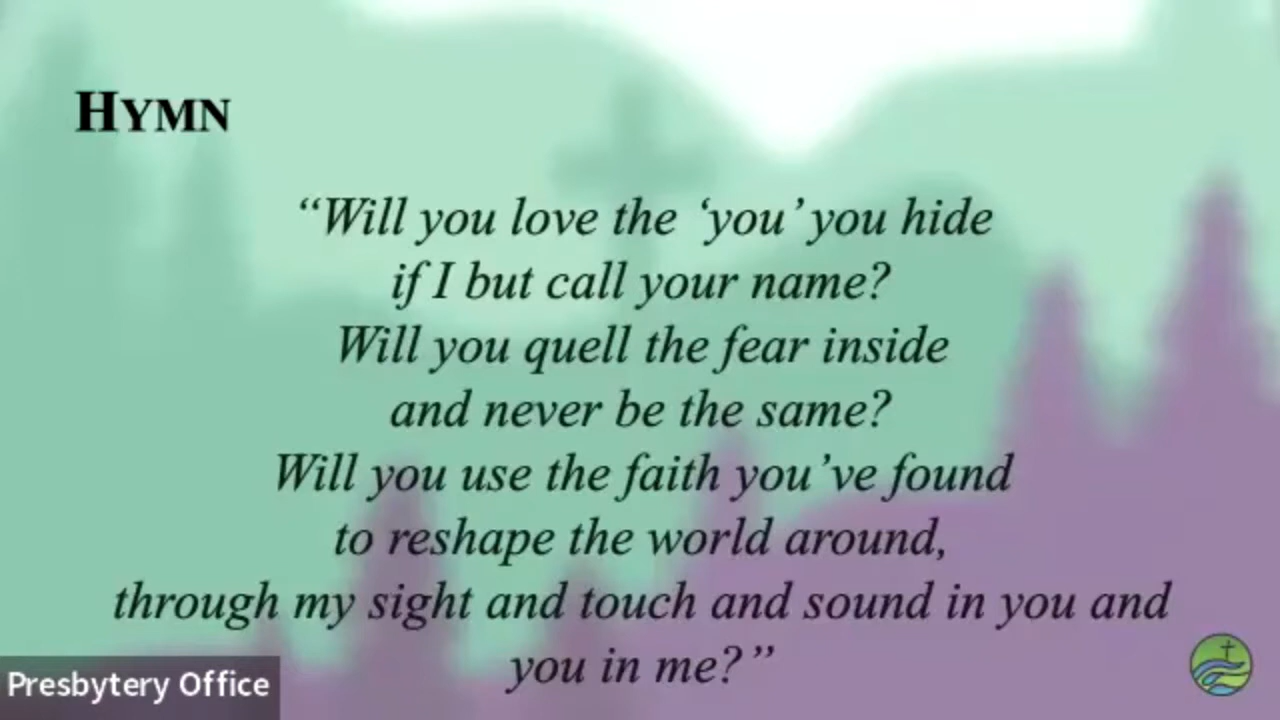 HYMN
“Will you love the ‘you’ you hide
if I but call your name?
Will you quell the fear inside
and never be the same?
Will you use the faith you’ve found
to reshape the world around,
through my sight and touch and sound in you and
you in me?”
Presbytery Office